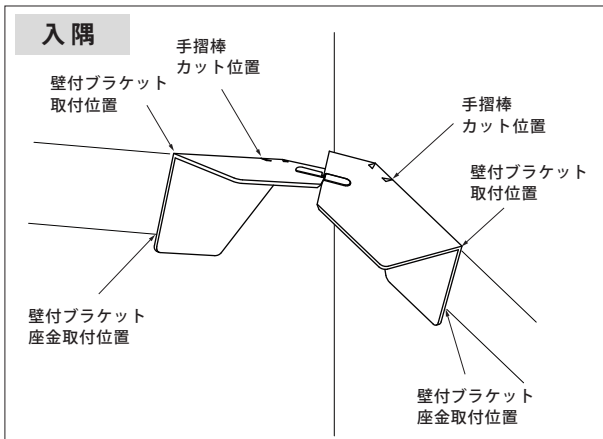 入隅
手摺棒
カット位置
壁付ブラケット
取付位置
手摺棒
カット位置
壁付ブラケット
取付位置
壁付ブラケット
座金取付位置
壁付ブラケット
座金取付位置